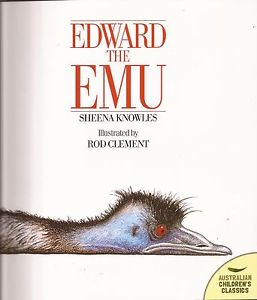 EDWARD
THE
EMU
SHEENA KNOWLES
Illustrated by
ROD CLEMENT
AUSTRALIAN
CHILDREN'S
CLASSICS